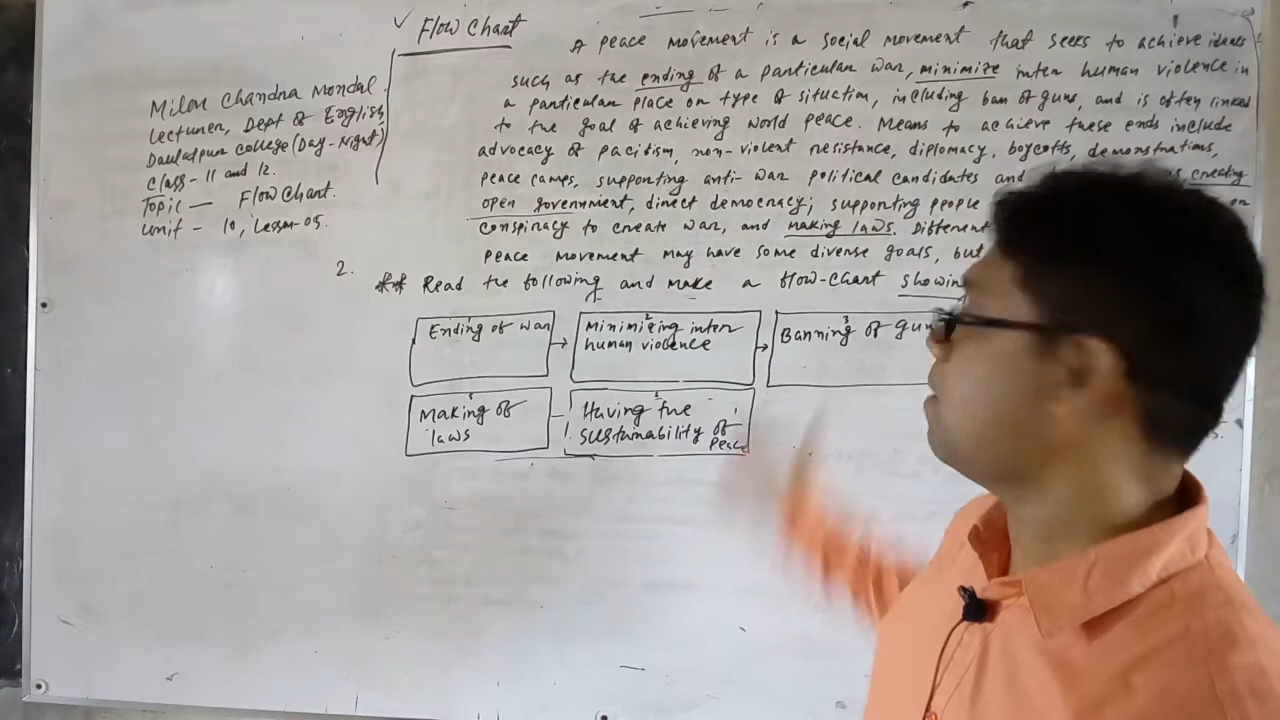 ✓ Flow Chart
Milon Chandra Mondal
Lecturer, Dept of English
Daulatpur College (Day-Night)
Class - 11 and 12.
Topic — Flow Chart.
Unit - 10, Lesson-05.
A peace movement is a social movement that seeks to achieve ideals
such as the ending of a particular war, minimize inter human violence in
a particular place or type of situction, including ban of guns, and is often linked
to the goal of achieving world peace. Means to achieve these ends include
advocacy of pacifism, non-violent resistance, diplomacy, boycotts, demonstrations,
peace camps, supporting anti-war political candidates and creating
open government, direct democracy; supporting people on
conspiracy to create war, and making laws. Different
peace movement may have some diverse goals, but
2.
** Read the following and make a flow-chart showing
1 Ending of war
2 Minimizing inter human violence
3 Banning of gun
Making of
laws
Having the
sustainability of
peace